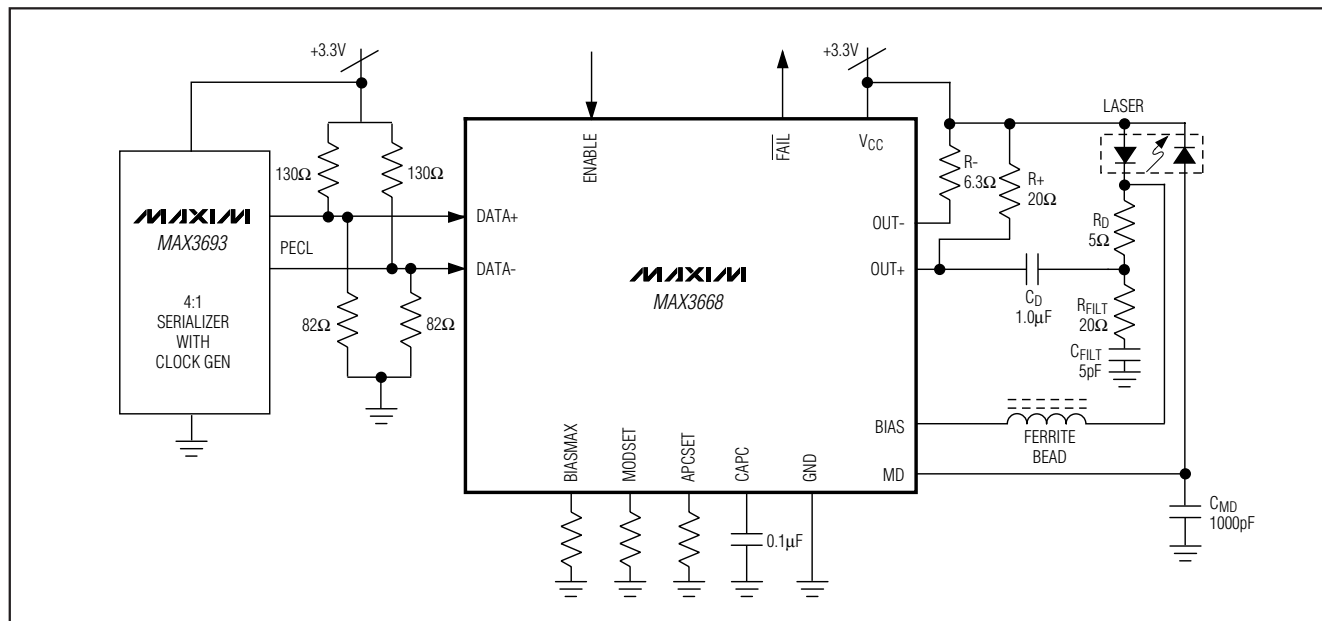 +3.3V
+3.3V
LASER
ENABLE
FAIL
VCC
130Ω
130Ω
R-
6.3Ω
R+
20Ω
MAXIM
MAX3693
DATA+
OUT-
RD
5Ω
PECL
DATA-
MAXIM
MAX3668
OUT+
CD
1.0µF
4:1
SERIALIZER
WITH
CLOCK GEN
82Ω
82Ω
RFILT
20Ω
CFILT
5pF
BIAS
FERRITE
BEAD
BIASMAX
MODSET
APCSET
CAPC
GND
MD
0.1µF
CMD
1000pF